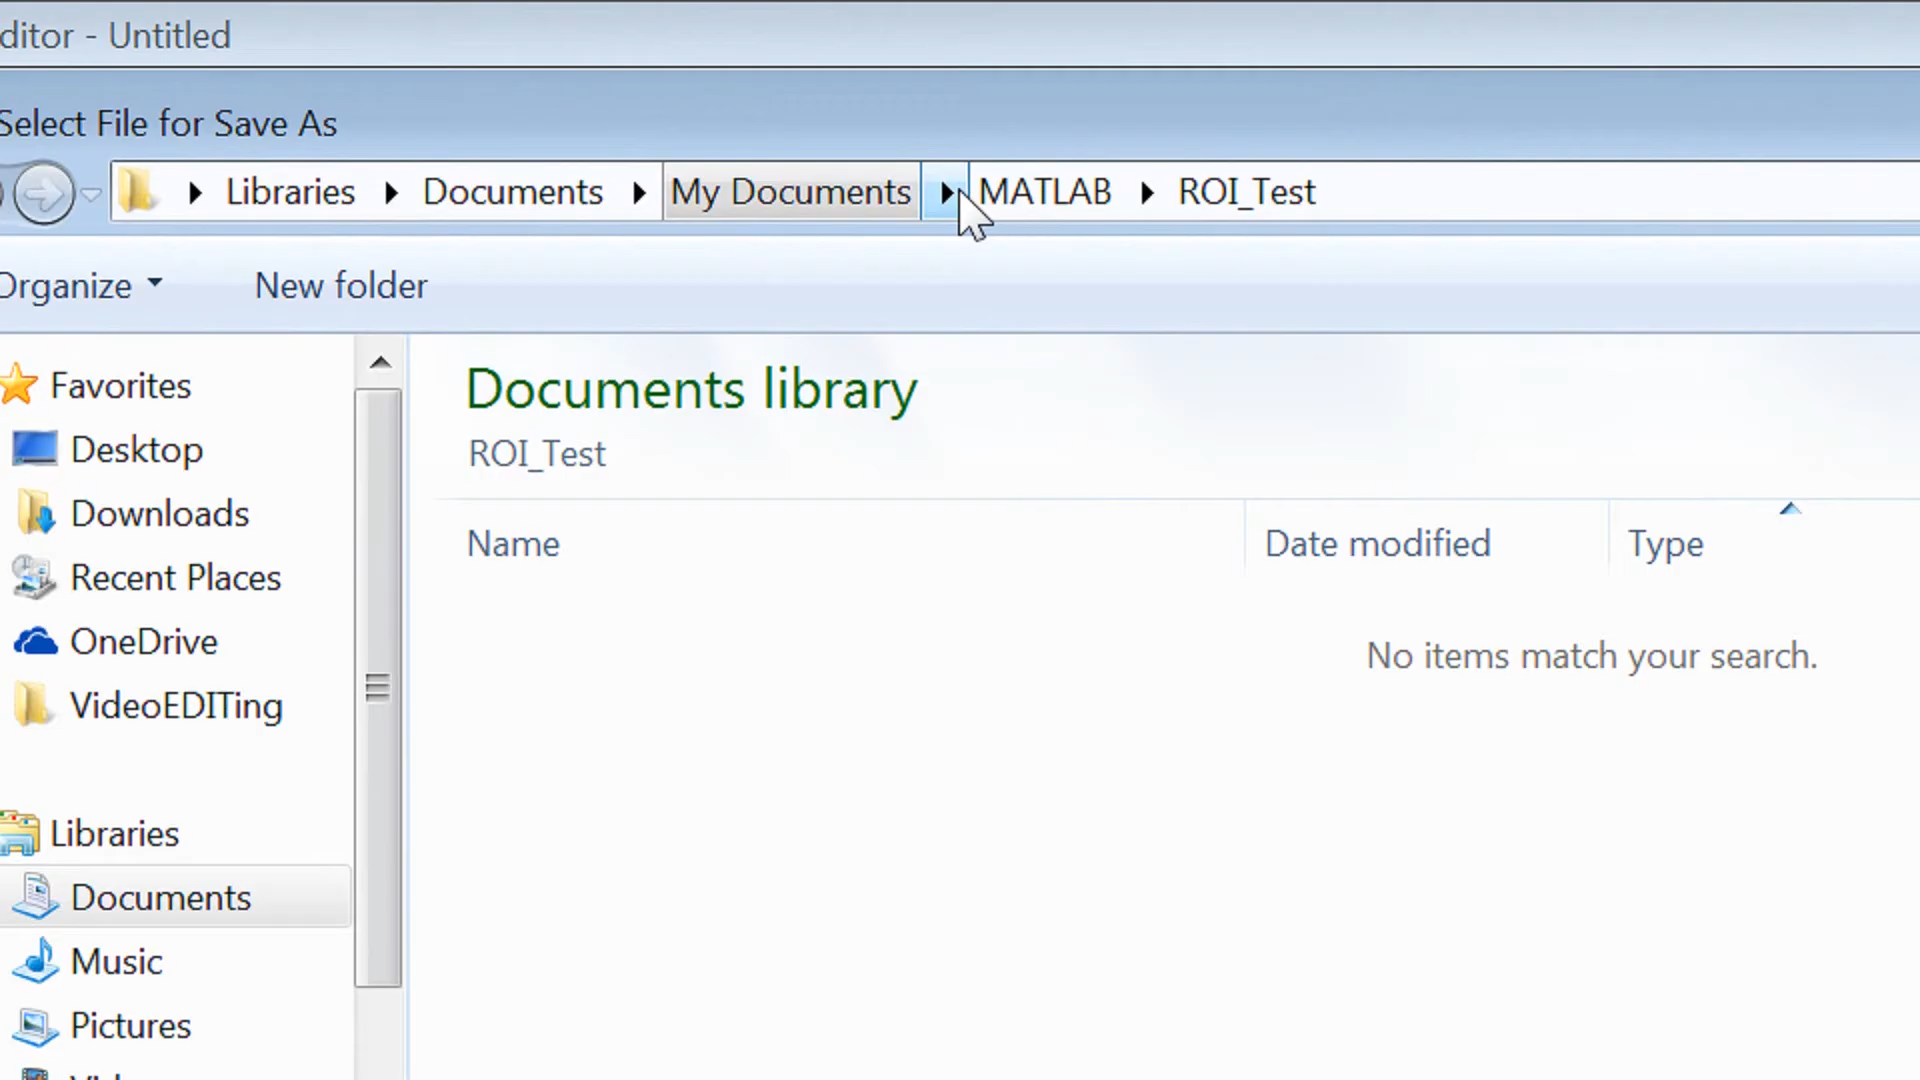 ditor - Untitled
Select File for Save As
Libraries Documents My Documents MATLAB ROI_Test
Organize New folder
Favorites
Desktop
Downloads
Recent Places
OneDrive
VideoEDITing
Libraries
Documents
Music
Pictures
Documents library
ROI_Test
Name Date modified Type
No items match your search.